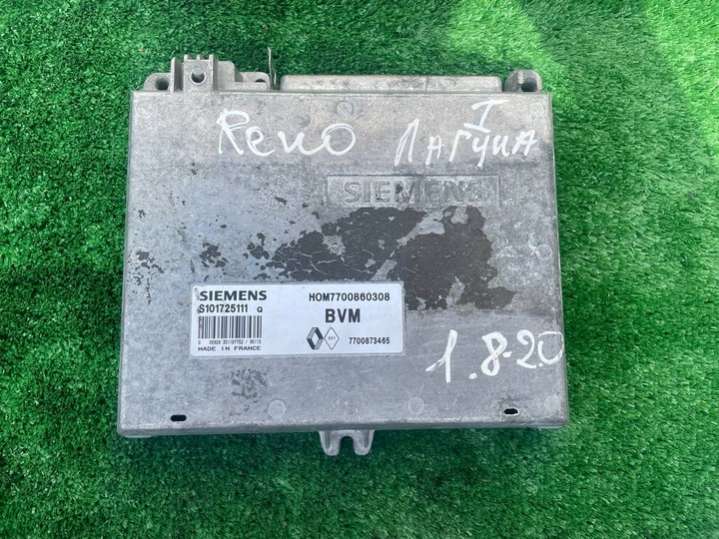 I
Reno Лагуна
SIEMENS
SIEMENS HOM7700860308
S101725111 Q BVM
7700873465
MADE IN FRANCE
1.8-2.0